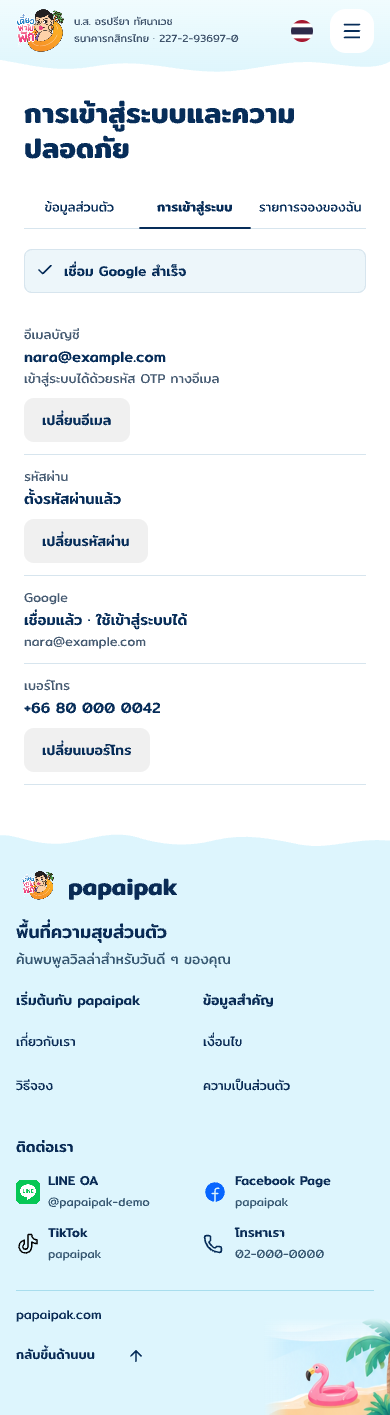 น.ส. อรปรียา ทัศนาเวช
ธนาคารกสิกรไทย · 227-2-93697-0
การเข้าสู่ระบบและความ
ปลอดภัย
ข้อมูลส่วนตัว
การเข้าสู่ระบบ
รายการจองของฉัน
เชื่อม Google สำเร็จ
อีเมลบัญชี
nara@example.com
เข้าสู่ระบบได้ด้วยรหัส OTP ทางอีเมล
เปลี่ยนอีเมล
รหัสผ่าน
ตั้งรหัสผ่านแล้ว
เปลี่ยนรหัสผ่าน
Google
เชื่อมแล้ว · ใช้เข้าสู่ระบบได้
nara@example.com
เบอร์โทร
+66 80 000 0042
เปลี่ยนเบอร์โทร
papaipak
พื้นที่ความสุขส่วนตัว
ค้นพบพูลวิลล่าสำหรับวันดี ๆ ของคุณ
เริ่มต้นกับ papaipak
ข้อมูลสำคัญ
เกี่ยวกับเรา
เงื่อนไข
วิธีจอง
ความเป็นส่วนตัว
ติดต่อเรา
LINE
LINE OA
@papaipak-demo
Facebook Page
papaipak
TikTok
papaipak
โทรหาเรา
02-000-0000
papaipak.com
กลับขึ้นด้านบน